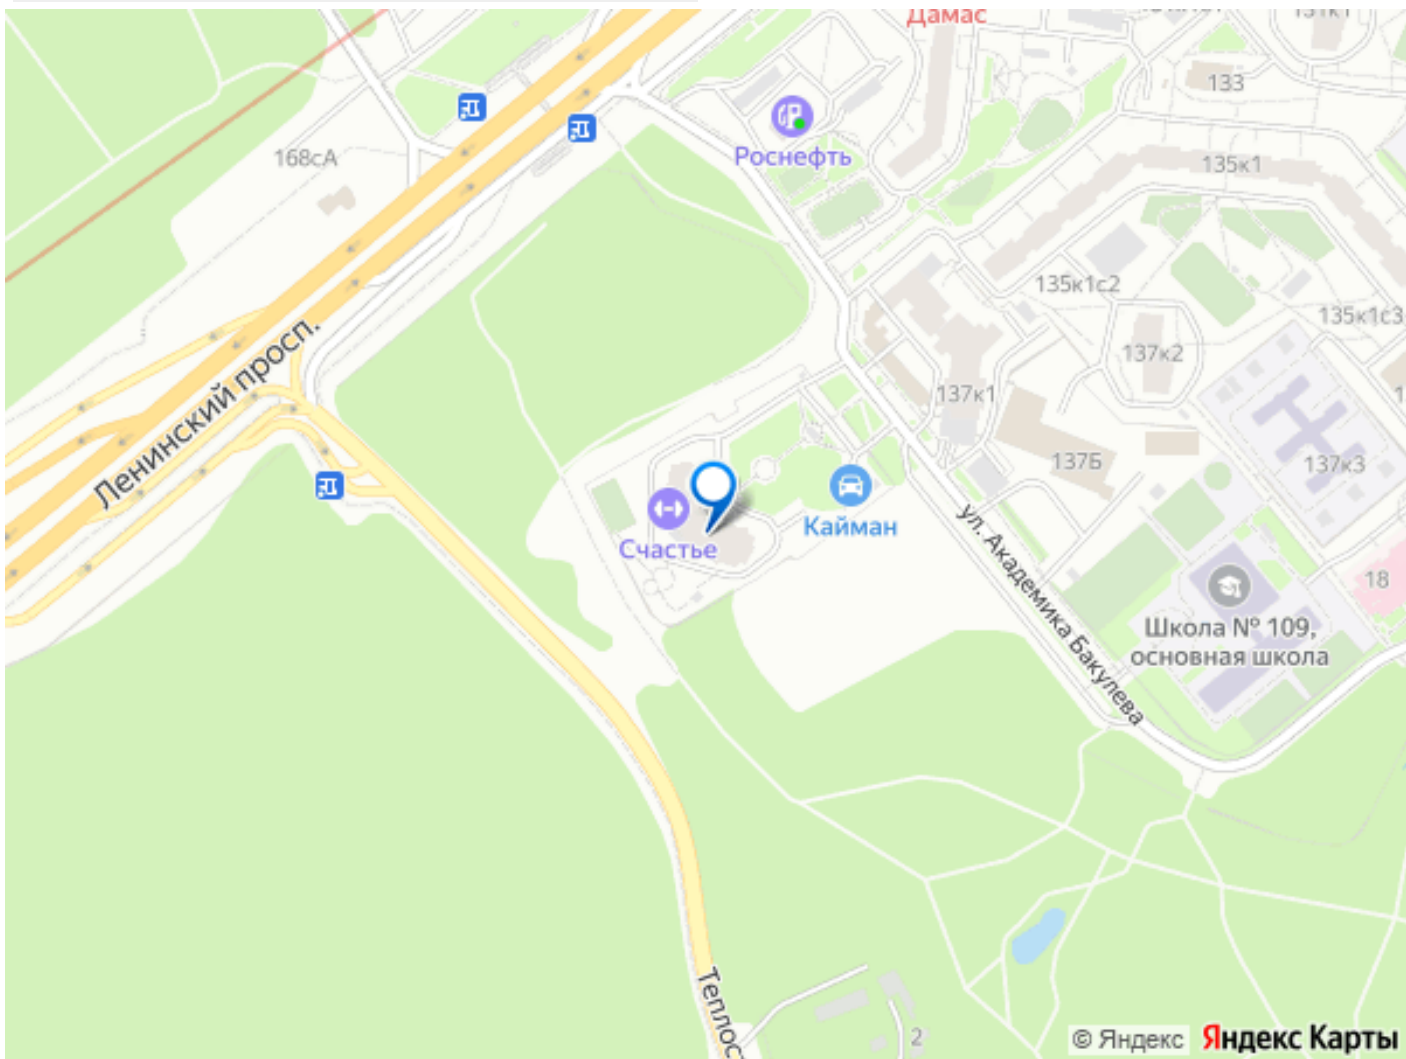 Дамас
133
168сА
Роснефть
135к1
135к1с2
135к1с3
137к2
Ленинский просп.
137к1
137Б
137к3
Кайман
Счастье
ул. Академика Бакулева
18
Школа № 109,
основная школа
Теплос
2
© Яндекс Яндекс Карты